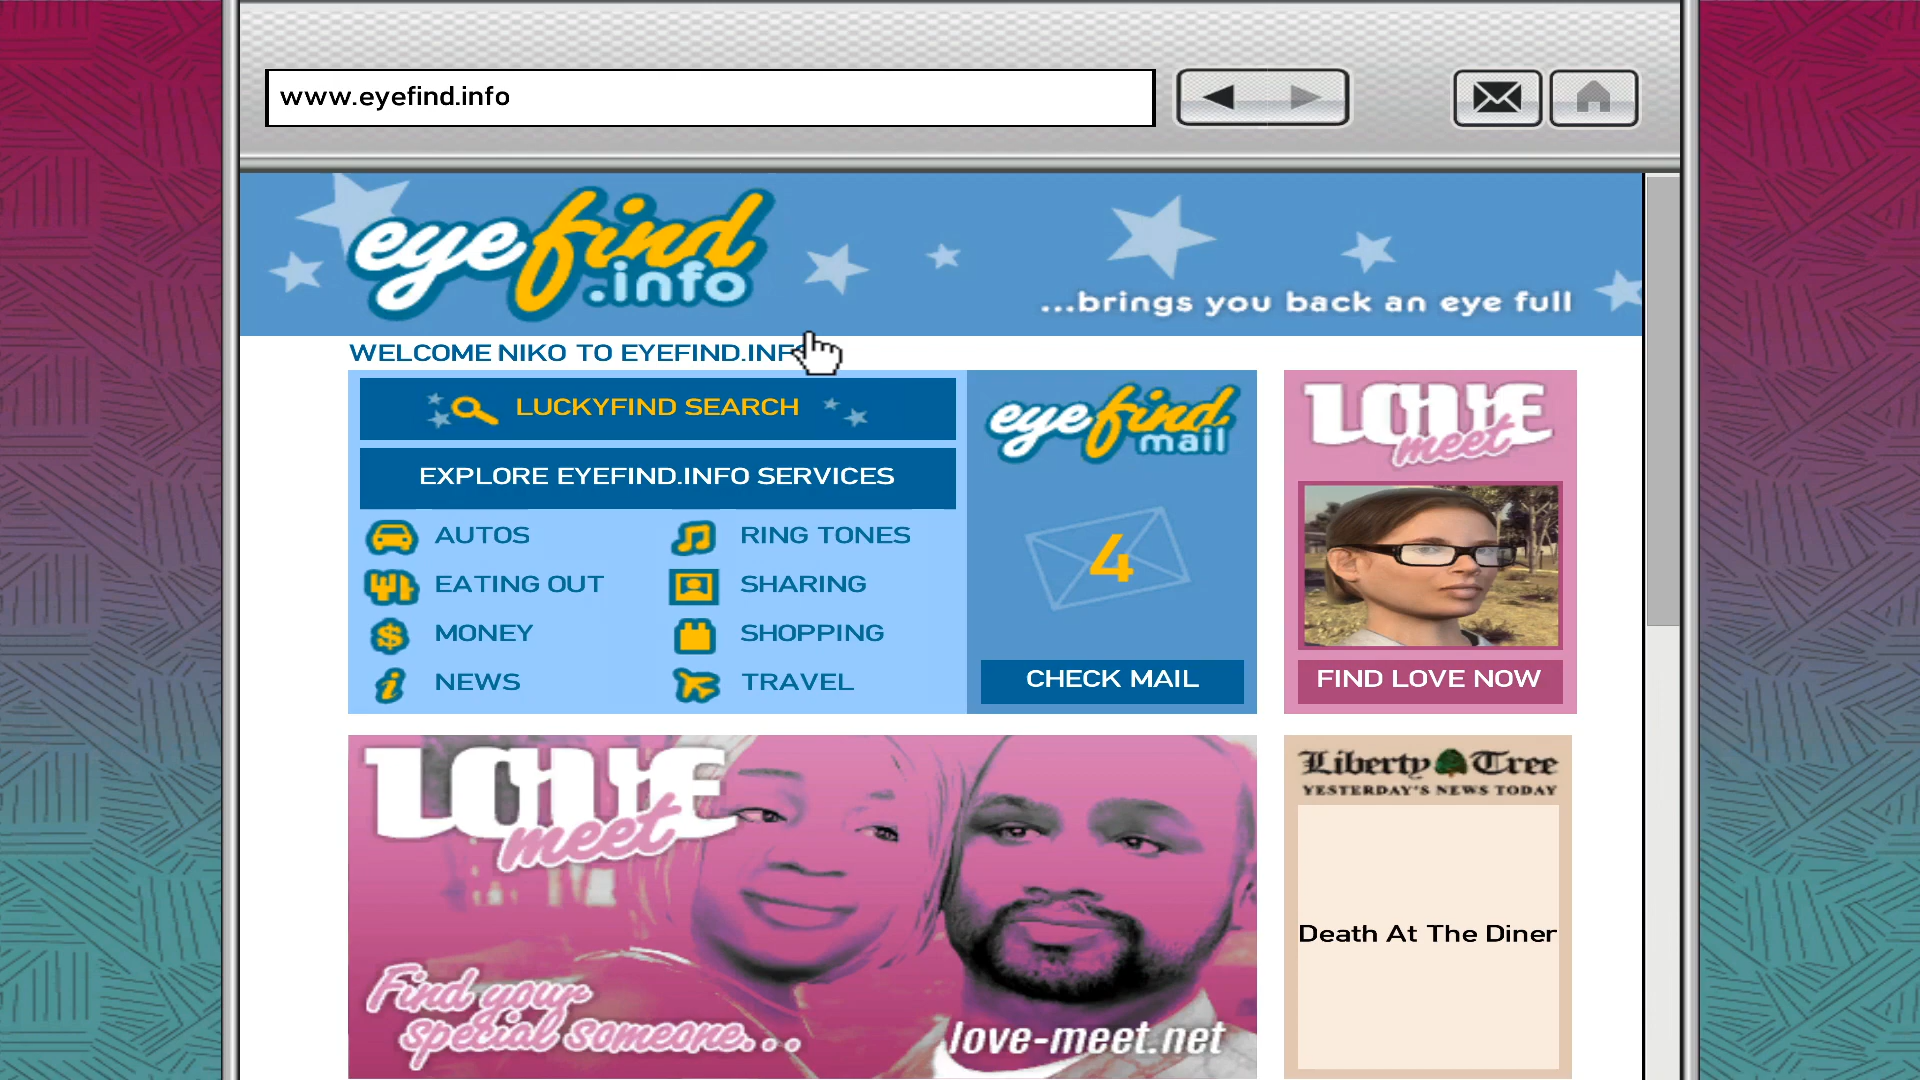 www.eyefind.info
eyefind
.info
...brings you back an eye full
WELCOME NIKO TO EYEFIND.INFO
LUCKYFIND SEARCH
EXPLORE EYEFIND.INFO SERVICES
AUTOS
RING TONES
EATING OUT
SHARING
MONEY
SHOPPING
NEWS
TRAVEL
eyefind
mail
4
CHECK MAIL
LOVE
meet
FIND LOVE NOW
LOVE
meet
Find your
special someone...
love-meet.net
Liberty Tree
YESTERDAY'S NEWS TODAY
Death At The Diner